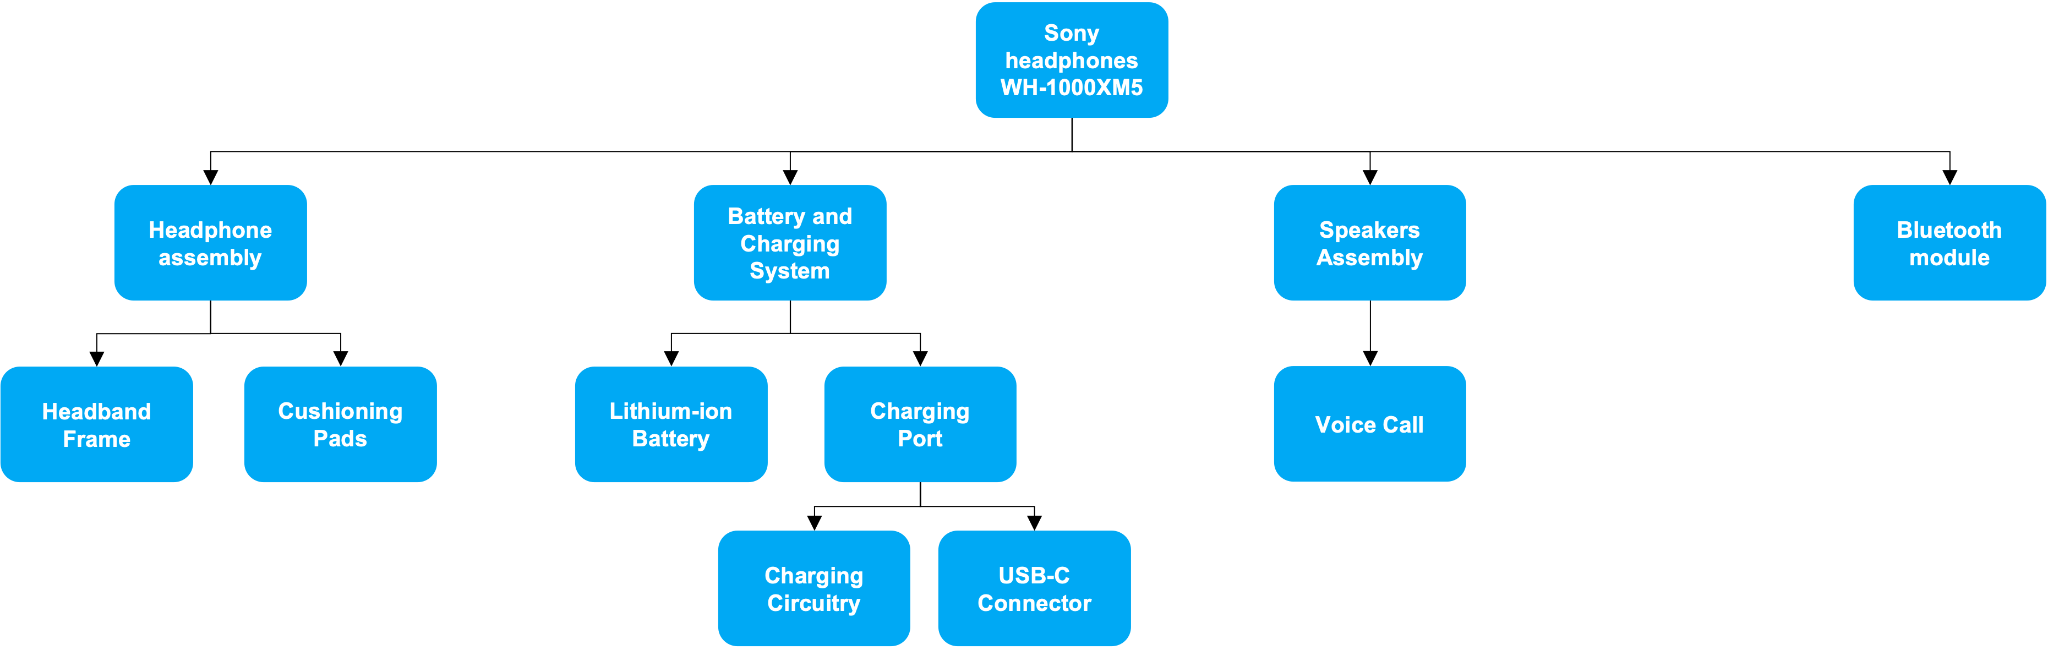 Sony
headphones
WH-1000XM5
Headphone
assembly
Battery and
Charging
System
Speakers
Assembly
Bluetooth
module
Headband
Frame
Cushioning
Pads
Lithium-ion
Battery
Charging
Port
Voice Call
Charging
Circuitry
USB-C
Connector